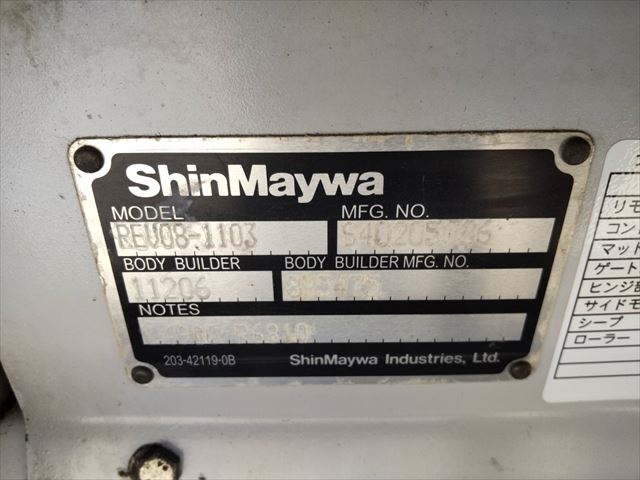 ShinMaywa
MODEL
MFG. NO.
REV08-1103
BODY BUILDER
BODY BUILDER MFG. NO.
11206
NOTES
203-42119-0B
ShinMaywa Industries, Ltd.
リモ
コント
マット
ゲート
ヒンジ部
サイドモ
シーブ
ローラー